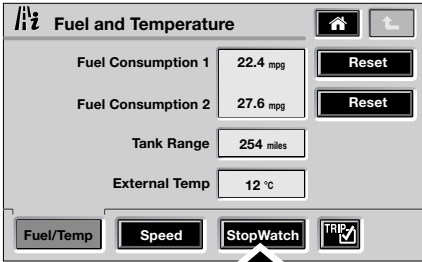 i Fuel and Temperature
Fuel Consumption 1 22.4 mpg Reset
Fuel Consumption 2 27.6 mpg Reset
Tank Range 254 miles
External Temp 12 °C
Fuel/Temp Speed StopWatch TRIP